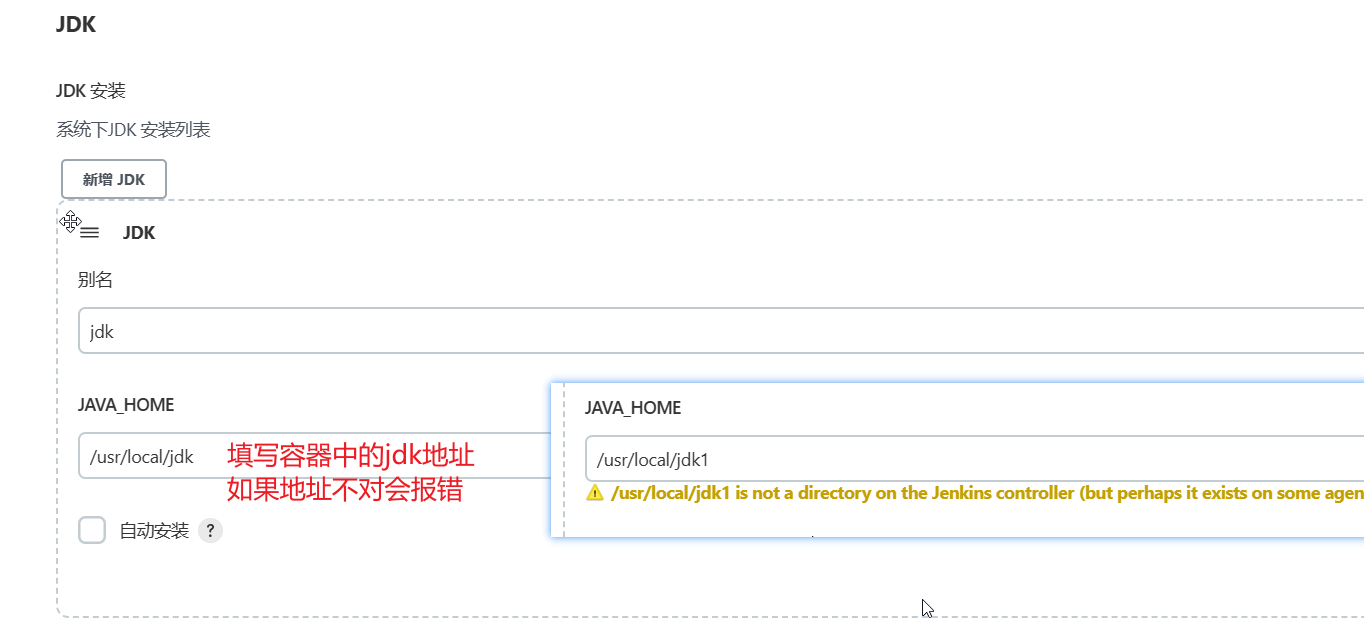 JDK
JDK 安装
系统下JDK 安装列表
新增 JDK
JDK
别名
jdk
JAVA_HOME
/usr/local/jdk
填写容器中的jdk地址
如果地址不对会报错
自动安装 ?
JAVA_HOME
/usr/local/jdk1
/usr/local/jdk1 is not a directory on the Jenkins controller (but perhaps it exists on some agen